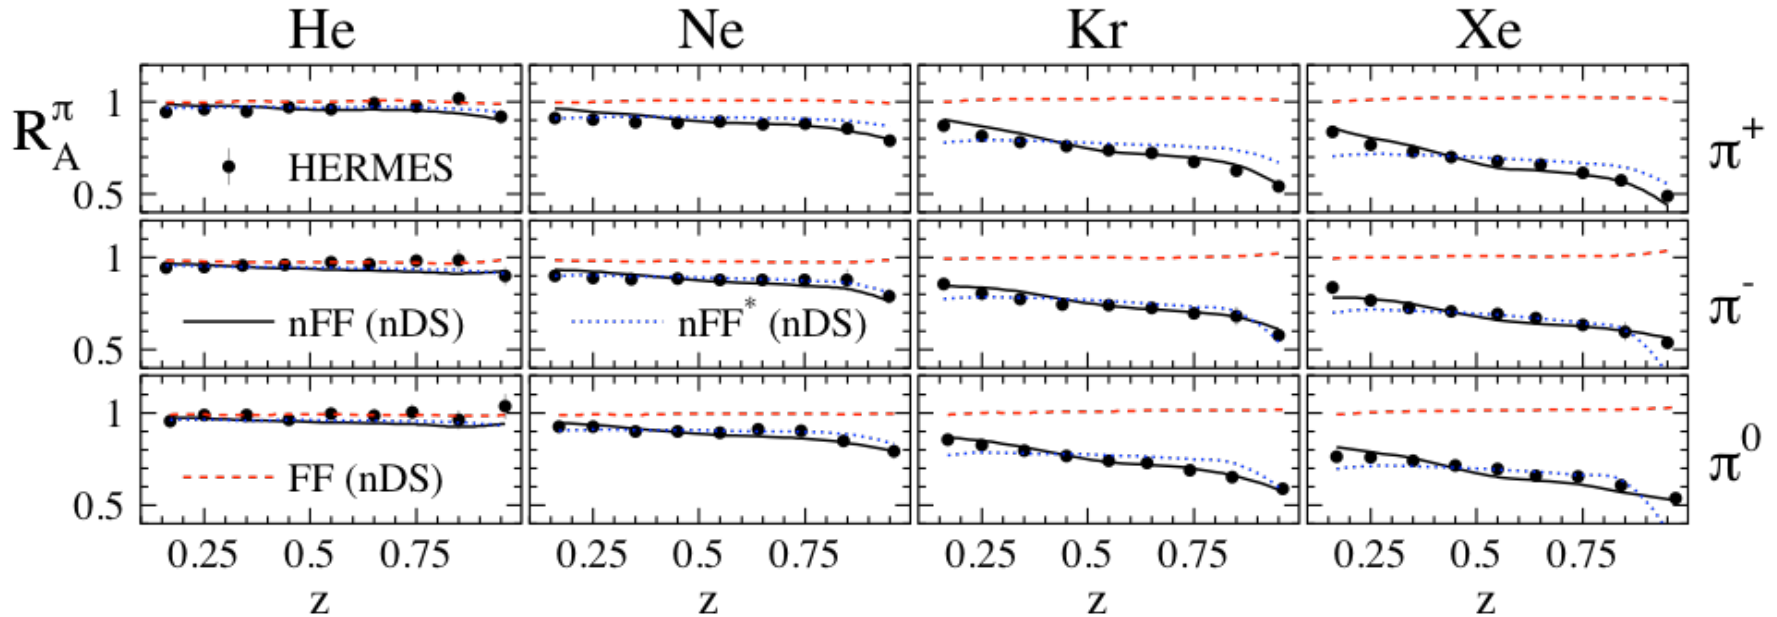 He Ne Kr Xe
R_A^π 1 π^+
HERMES
0.5
1 π^-
nFF (nDS) nFF^* (nDS)
0.5
1 π^0
FF (nDS)
0.5
0.25 0.5 0.75 0.25 0.5 0.75 0.25 0.5 0.75 0.25 0.5 0.75
z z z z